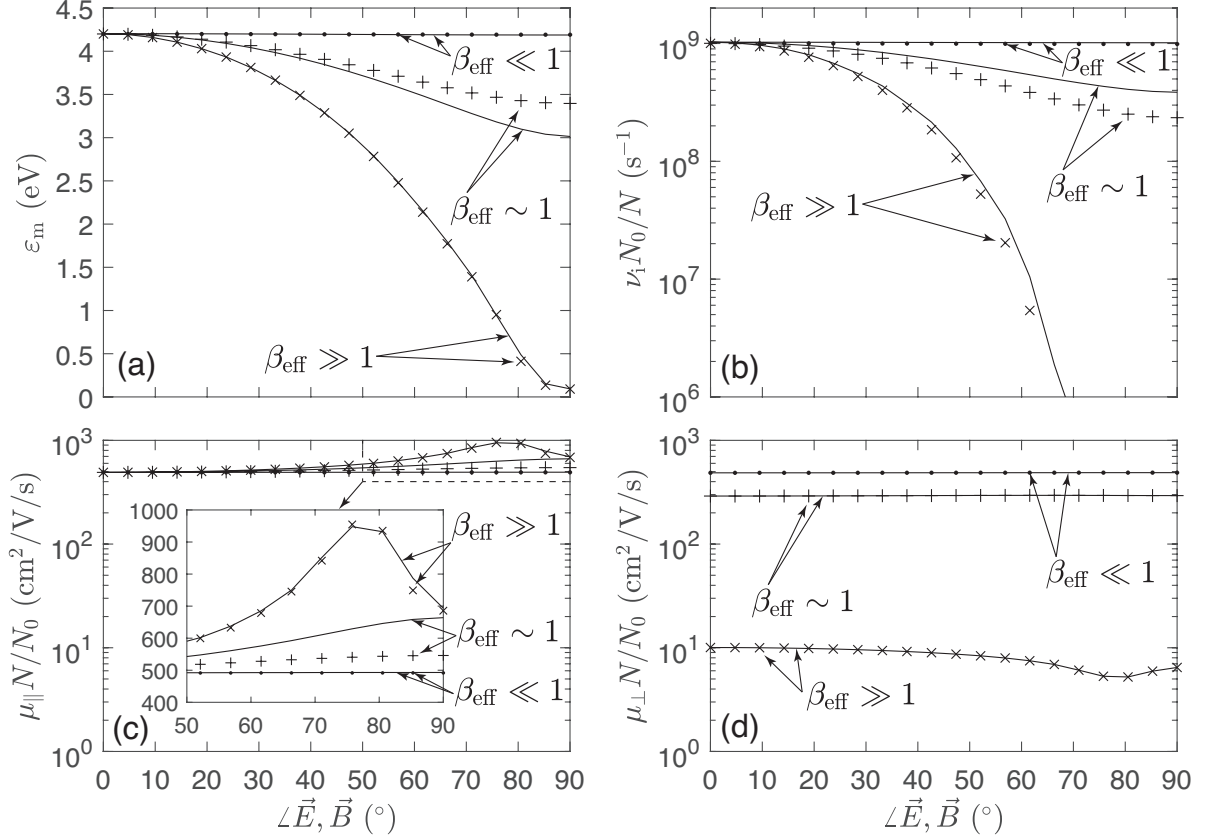 4.5
4
3.5
3
2.5
2
1.5
1
0.5
0
ε_m (eV)
β_eff ≪ 1
β_eff ∼ 1
β_eff ≫ 1
(a)
10^9
10^8
10^7
10^6
ν_i N_0/N (s^−1)
β_eff ≪ 1
β_eff ∼ 1
β_eff ≫ 1
(b)
10^3
10^2
10^1
10^0
μ_∥ N/N_0 (cm^2/V/s)
1000
900
800
700
600
500
400
50 60 70 80 90
β_eff ≫ 1
β_eff ∼ 1
β_eff ≪ 1
(c)
0 10 20 30 40 50 60 70 80 90
∠E⃗, B⃗ (°)
10^3
10^2
10^1
10^0
μ_⊥ N/N_0 (cm^2/V/s)
β_eff ≪ 1
β_eff ∼ 1
β_eff ≫ 1
(d)
0 10 20 30 40 50 60 70 80 90
∠E⃗, B⃗ (°)